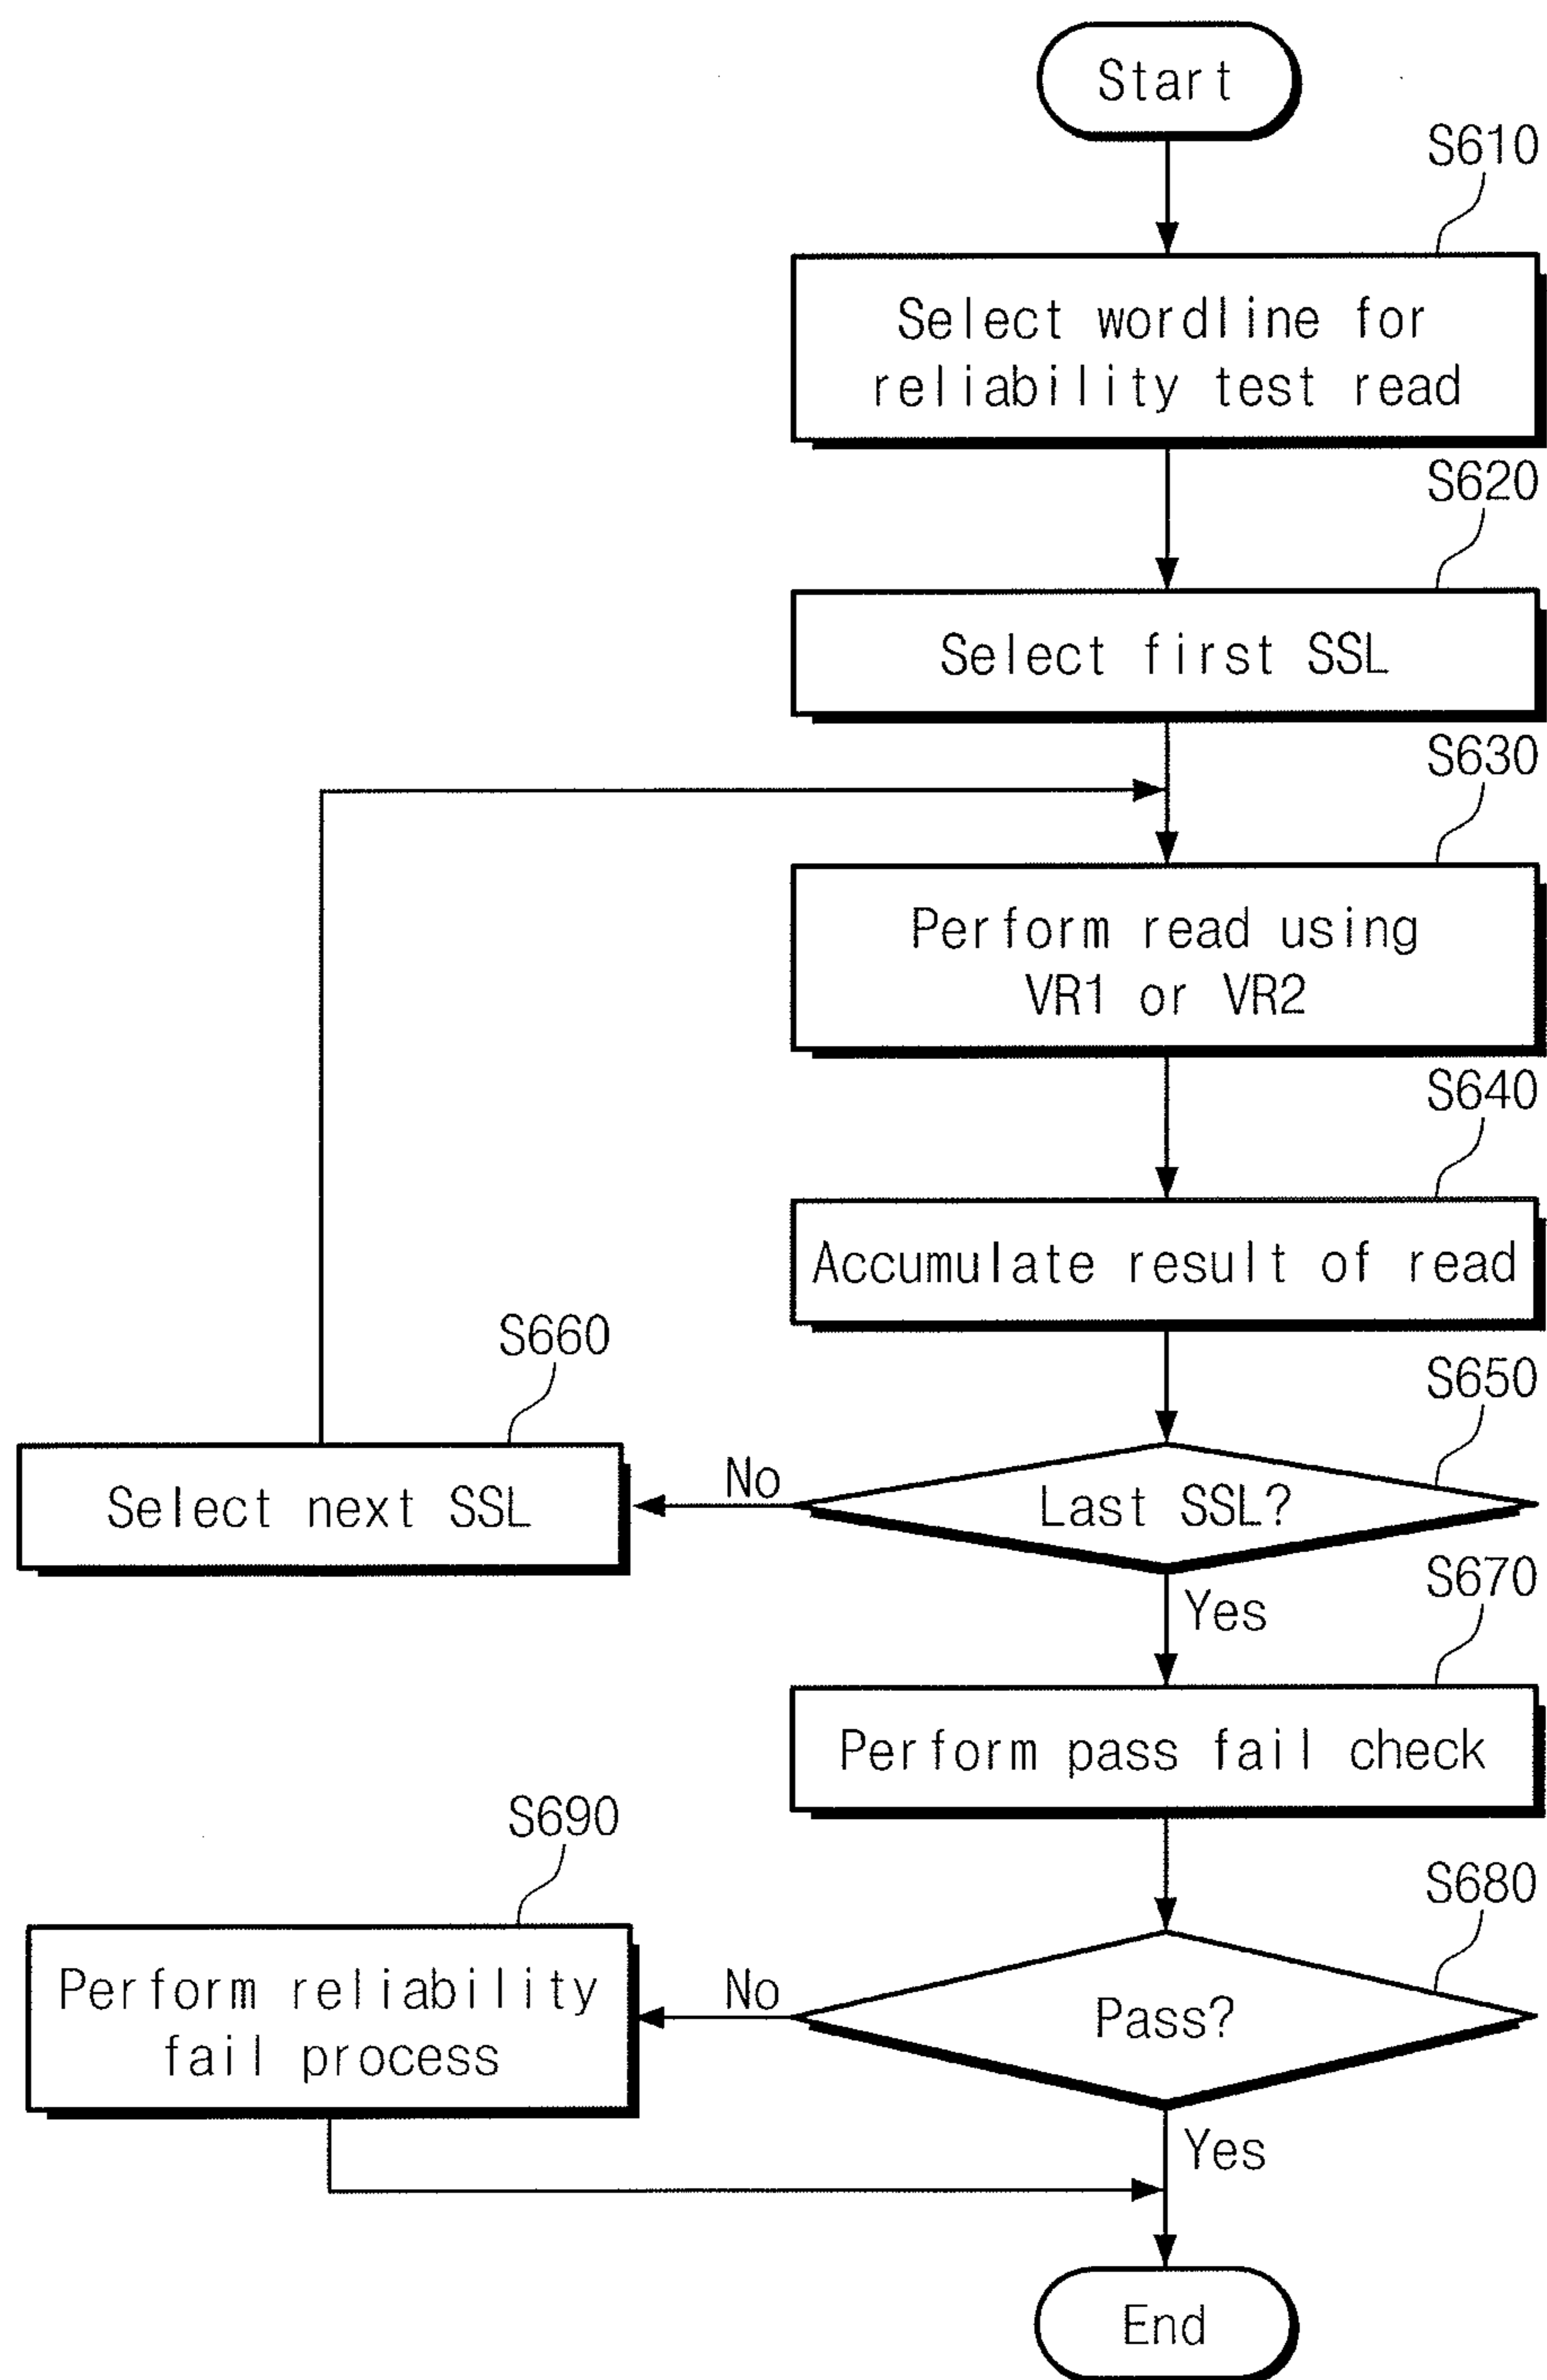 Start
S610
Select wordline for
reliability test read
S620
Select first SSL
S630
Perform read using
VR1 or VR2
S640
Accumulate result of read
S660
S650
Select next SSL
No
Last SSL?
Yes
S670
Perform pass fail check
S690
S680
Perform reliability
fail process
No
Pass?
Yes
End